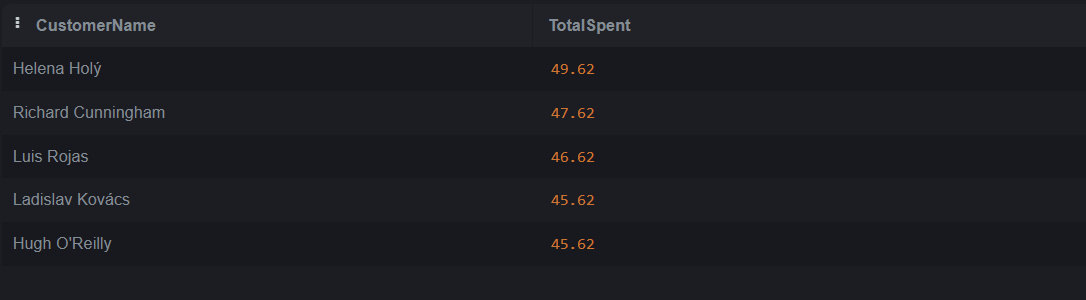 CustomerName TotalSpent
Helena Holý 49.62
Richard Cunningham 47.62
Luis Rojas 46.62
Ladislav Kovács 45.62
Hugh O'Reilly 45.62